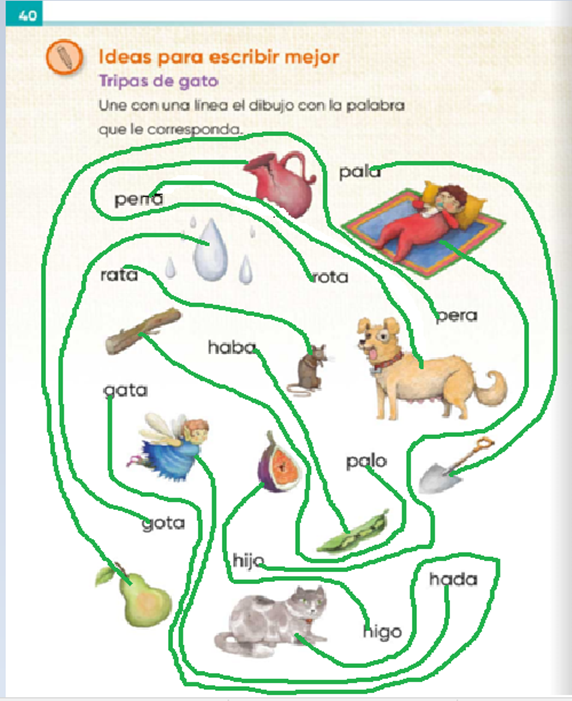 40
Ideas para escribir mejor
Tripas de gato
Une con una línea el dibujo con la palabra
que le corresponda.
pala
perra
rata
rota
pera
haba
gata
palo
gota
hijo
hada
higo